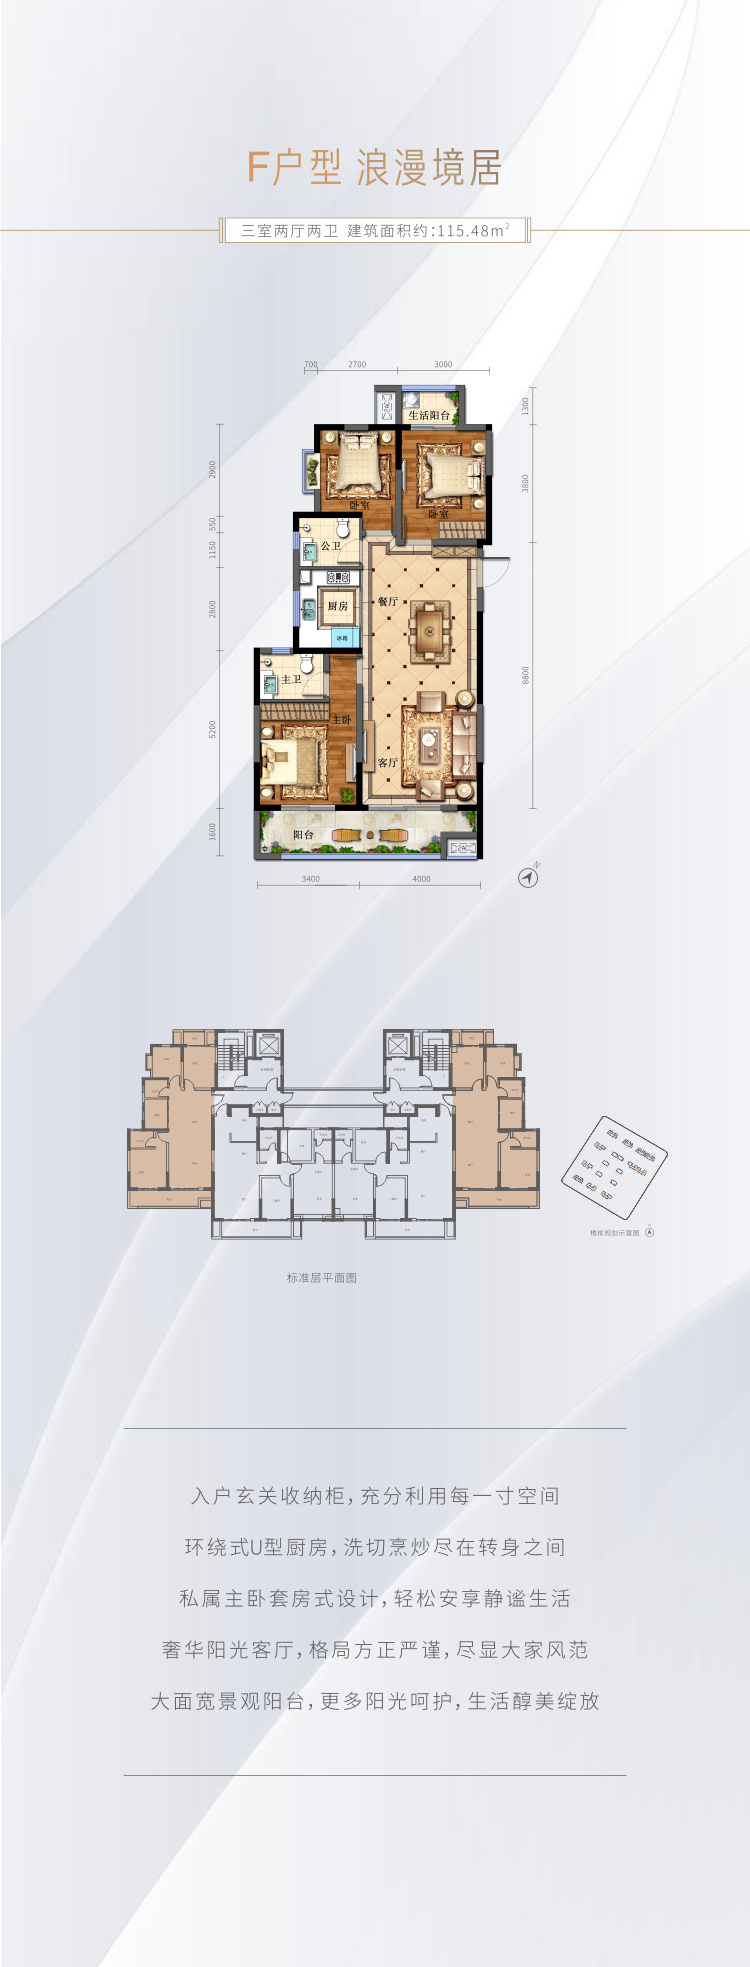 F户型 浪漫境居
三室两厅两卫 建筑面积约:115.48m²
700 2700 3000
生活阳台
1300
卧室
卧室
2900
3800
550
公卫
1150
餐厅
厨房
2800
冰箱
8800
主卫
主卧
5200
客厅
阳台
1600
3400 4000
N
标准层平面图
楼栋规划示意图
入户玄关收纳柜,充分利用每一寸空间
环绕式U型厨房,洗切烹炒尽在转身之间
私属主卧套房式设计,轻松安享静谧生活
奢华阳光客厅,格局方正严谨,尽显大家风范
大面宽景观阳台,更多阳光呵护,生活醇美绽放